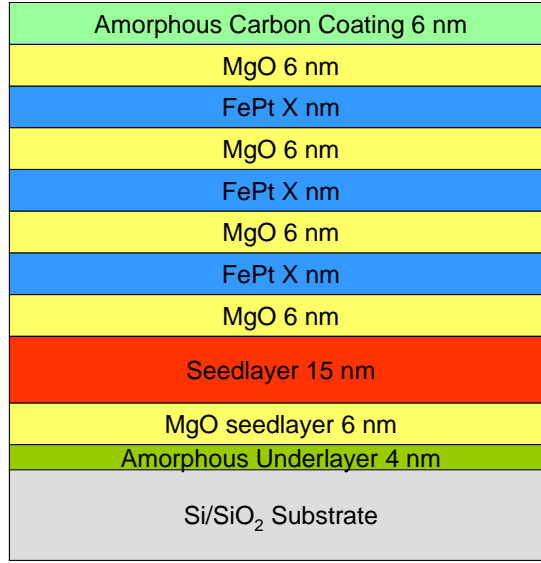 Amorphous Carbon Coating 6 nm
MgO 6 nm
FePt X nm
MgO 6 nm
FePt X nm
MgO 6 nm
FePt X nm
MgO 6 nm
Seedlayer 15 nm
MgO seedlayer 6 nm
Amorphous Underlayer 4 nm
Si/SiO₂ Substrate